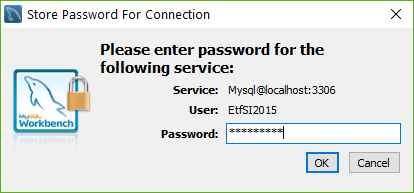 Store Password For Connection
Please enter password for the
following service:
Service: Mysql@localhost:3306
User: EtfSI2015
MySQL
Workbench
Password: *********
OK Cancel